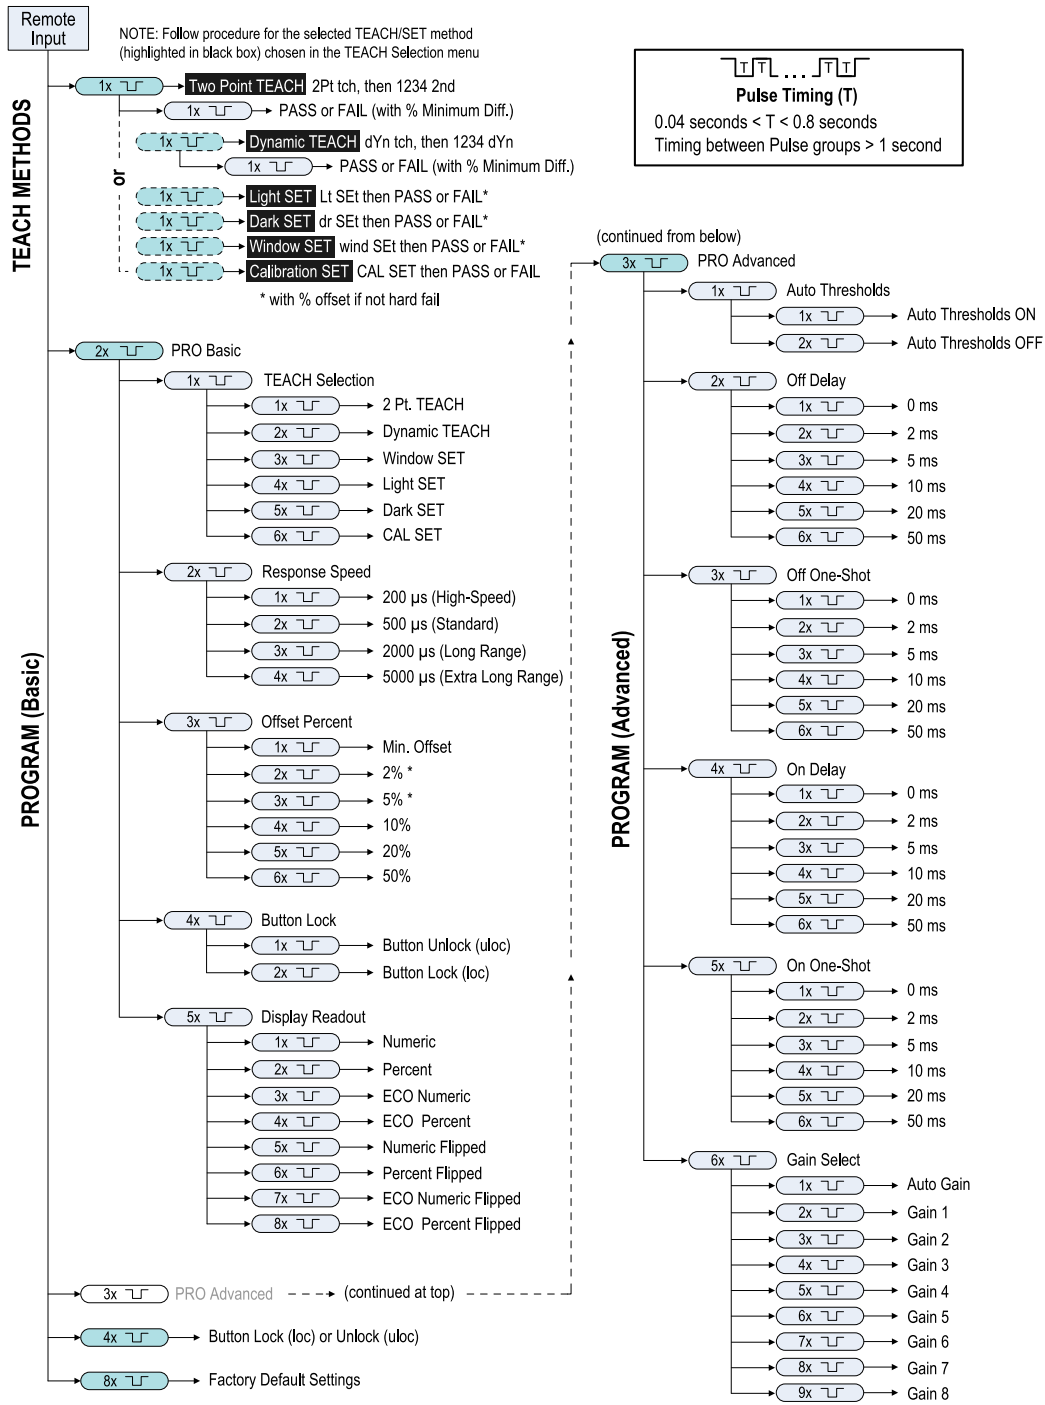 Remote
Input
NOTE: Follow procedure for the selected TEACH/SET method
(highlighted in black box) chosen in the TEACH Selection menu
TEACH METHODS
1x Two Point TEACH 2Pt tch, then 1234 2nd
1x PASS or FAIL (with % Minimum Diff.)
or
1x Dynamic TEACH dYn tch, then 1234 dYn
1x PASS or FAIL (with % Minimum Diff.)
1x Light SET Lt SEt then PASS or FAIL*
1x Dark SET dr SEt then PASS or FAIL*
1x Window SET wind SEt then PASS or FAIL*
1x Calibration SET CAL SET then PASS or FAIL
* with % offset if not hard fail
T T ... T T
Pulse Timing (T)
0.04 seconds < T < 0.8 seconds
Timing between Pulse groups > 1 second
PROGRAM (Basic)
2x PRO Basic
1x TEACH Selection
1x 2 Pt. TEACH
2x Dynamic TEACH
3x Window SET
4x Light SET
5x Dark SET
6x CAL SET
2x Response Speed
1x 200 µs (High-Speed)
2x 500 µs (Standard)
3x 2000 µs (Long Range)
4x 5000 µs (Extra Long Range)
3x Offset Percent
1x Min. Offset
2x 2% *
3x 5% *
4x 10%
5x 20%
6x 50%
4x Button Lock
1x Button Unlock (uloc)
2x Button Lock (loc)
5x Display Readout
1x Numeric
2x Percent
3x ECO Numeric
4x ECO Percent
5x Numeric Flipped
6x Percent Flipped
7x ECO Numeric Flipped
8x ECO Percent Flipped
3x PRO Advanced (continued at top)
4x Button Lock (loc) or Unlock (uloc)
8x Factory Default Settings
PROGRAM (Advanced)
(continued from below)
3x PRO Advanced
1x Auto Thresholds
1x Auto Thresholds ON
2x Auto Thresholds OFF
2x Off Delay
1x 0 ms
2x 2 ms
3x 5 ms
4x 10 ms
5x 20 ms
6x 50 ms
3x Off One-Shot
1x 0 ms
2x 2 ms
3x 5 ms
4x 10 ms
5x 20 ms
6x 50 ms
4x On Delay
1x 0 ms
2x 2 ms
3x 5 ms
4x 10 ms
5x 20 ms
6x 50 ms
5x On One-Shot
1x 0 ms
2x 2 ms
3x 5 ms
4x 10 ms
5x 20 ms
6x 50 ms
6x Gain Select
1x Auto Gain
2x Gain 1
3x Gain 2
4x Gain 3
5x Gain 4
6x Gain 5
7x Gain 6
8x Gain 7
9x Gain 8